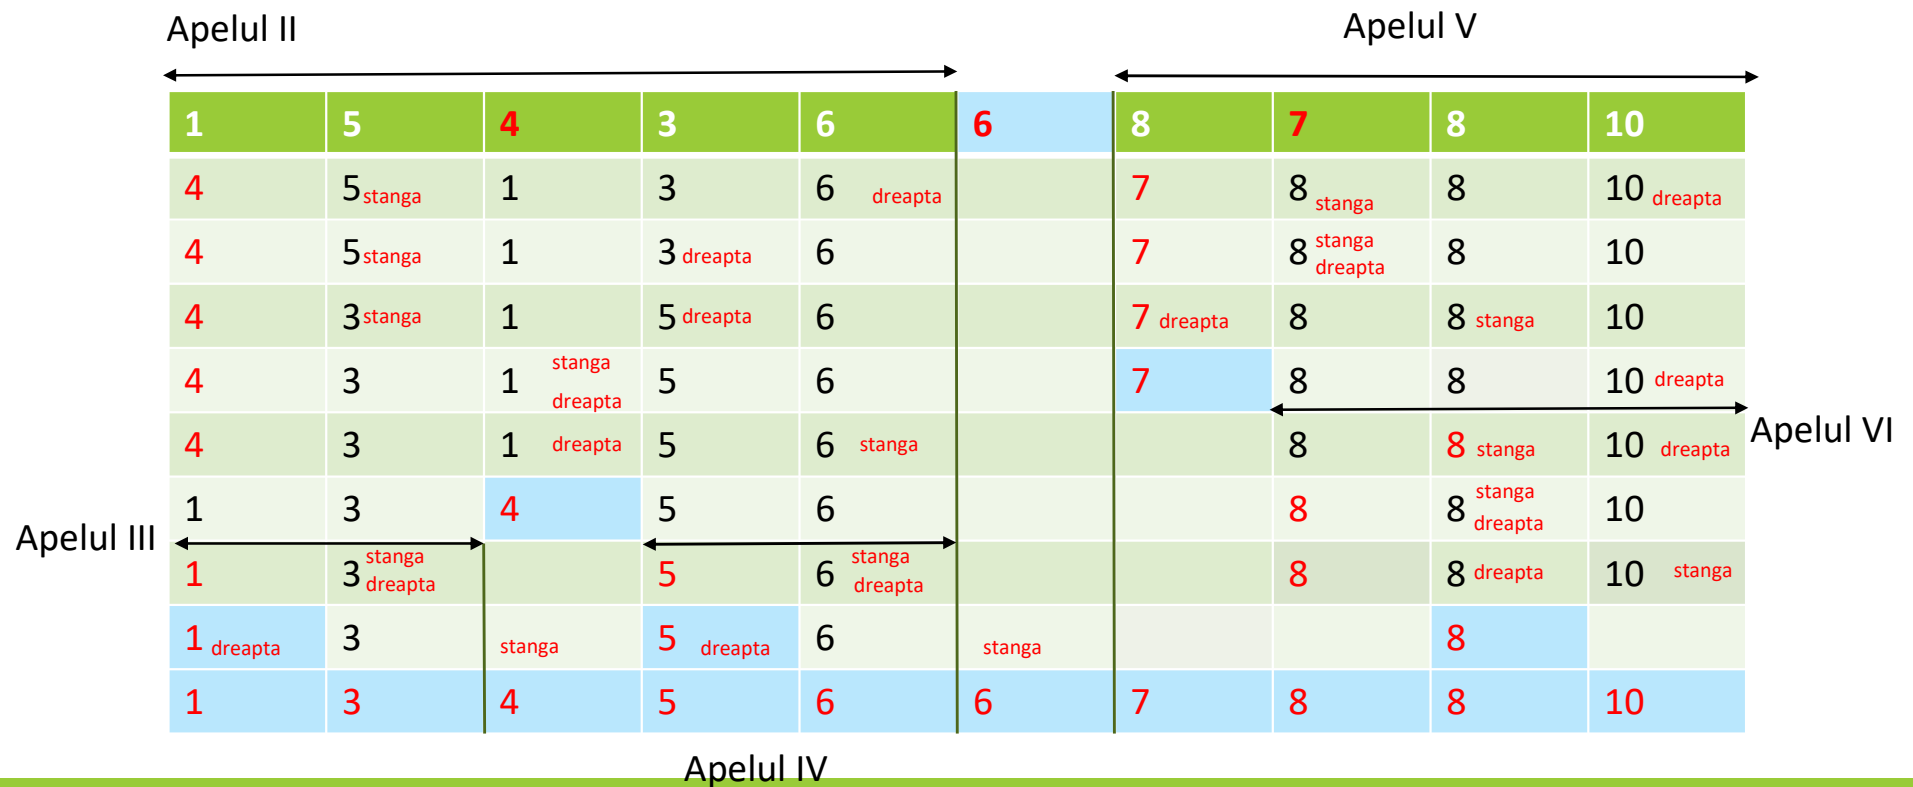 Apelul II Apelul V
1 5 4 3 6 6 8 7 8 10
4 5 stanga 1 3 6 dreapta 7 8 stanga 8 10 dreapta
4 5 stanga 1 3 dreapta 6 7 8 stanga dreapta 8 10
4 3 stanga 1 5 dreapta 6 7 dreapta 8 8 stanga 10
4 3 1 stanga dreapta 5 6 7 8 8 10 dreapta
4 3 1 dreapta 5 6 stanga 8 8 stanga 10 dreapta
Apelul VI
1 3 4 5 6 8 8 stanga dreapta 10
Apelul III
1 3 stanga dreapta 5 6 stanga dreapta 8 8 dreapta 10 stanga
1 dreapta 3 stanga 5 dreapta 6 stanga 8
1 3 4 5 6 6 7 8 8 10
Apelul IV